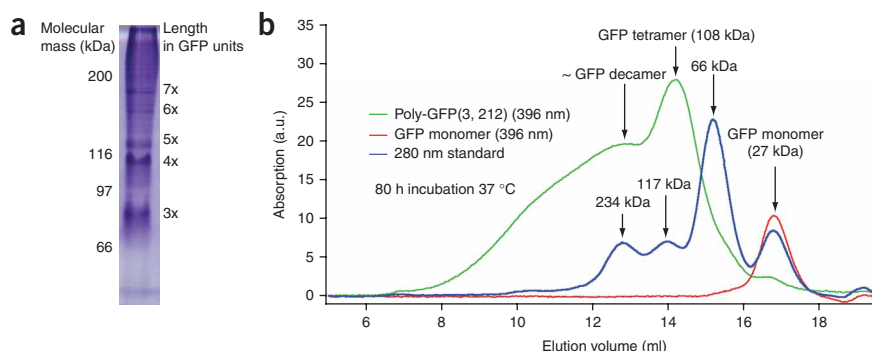 a
Molecular
mass (kDa)
Length
in GFP units
200
116
97
66
7x
6x
5x
4x
3x
b
35
30
25
20
15
10
5
0
Absorption (a.u.)
GFP tetramer (108 kDa)
~ GFP decamer
66 kDa
Poly-GFP(3, 212) (396 nm)
GFP monomer (396 nm)
280 nm standard
GFP monomer
(27 kDa)
80 h incubation 37 °C
234 kDa
117 kDa
6
8
10
12
14
16
18
Elution volume (ml)